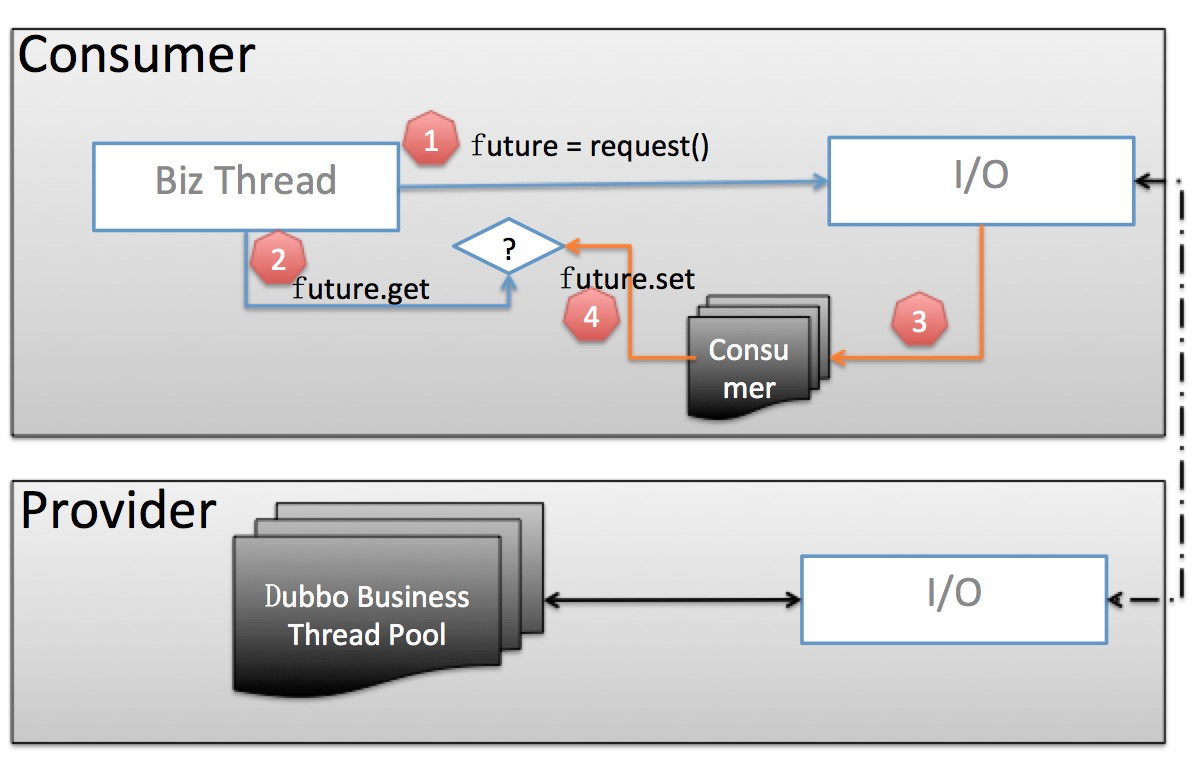 Consumer
1
future = request()
Biz Thread
I/O
2
?
future.get
future.set
4
3
Consu
mer
Provider
Dubbo Business
Thread Pool
I/O